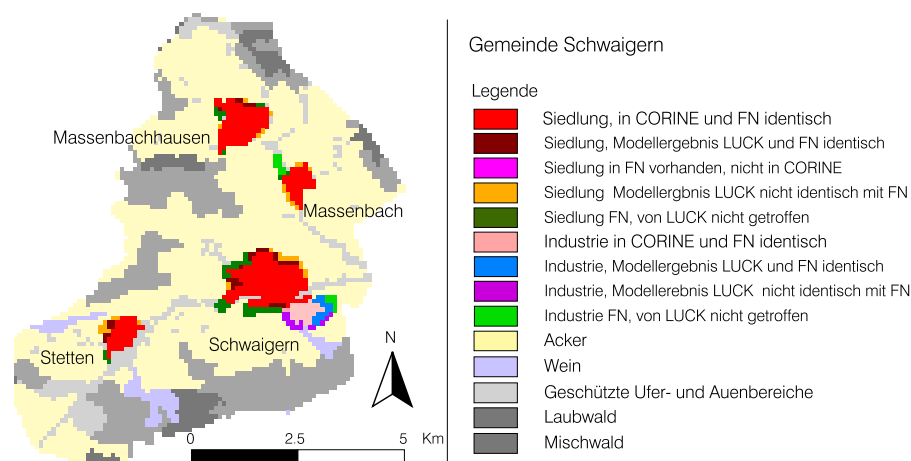 Gemeinde Schwaigern
Legende
Siedlung, in CORINE und FN identisch
Siedlung, Modellergebnis LUCK und FN identisch
Siedlung in FN vorhanden, nicht in CORINE
Siedlung Modellergbnis LUCK nicht identisch mit FN
Siedlung FN, von LUCK nicht getroffen
Industrie in CORINE und FN identisch
Industrie, Modellergebnis LUCK und FN identisch
Industrie, Modellerebnis LUCK nicht identisch mit FN
Industrie FN, von LUCK nicht getroffen
Acker
Wein
Geschützte Ufer- und Auenbereiche
Laubwald
Mischwald
Massenbachhausen
Massenbach
Stetten
Schwaigern
N
0 2.5 5 Km